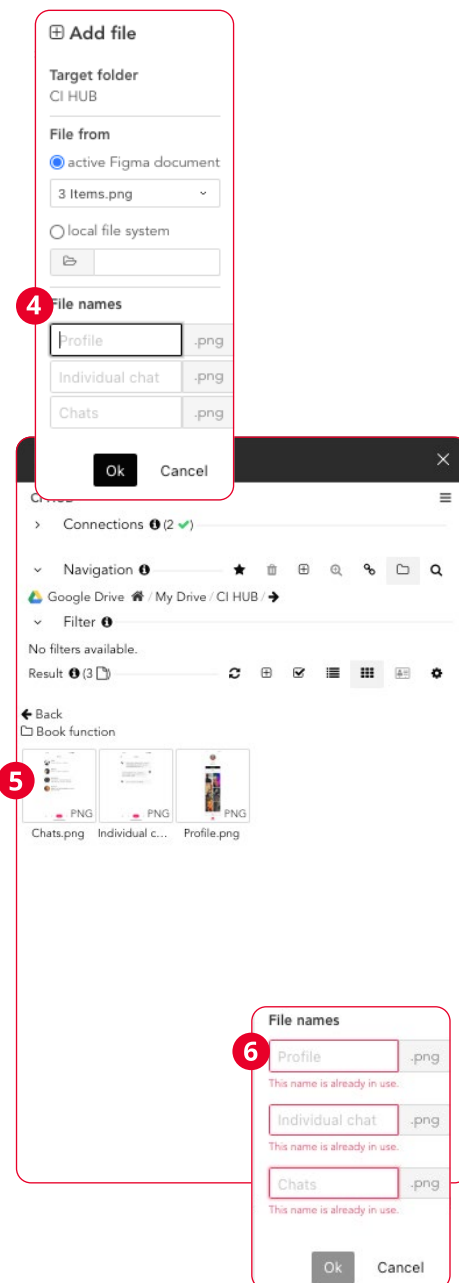 Add file
Target folder
CI HUB
File from
active Figma document
3 Items.png
local file system
4
File names
Profile .png
Individual chat .png
Chats .png
Ok Cancel
CI HUB
Connections (2 ✔)
Navigation
Google Drive / My Drive / CI HUB /
Filter
No filters available.
Result (3)
Back
Book function
5
PNG PNG PNG
Chats.png Individual c... Profile.png
File names
6
Profile .png
This name is already in use.
Individual chat .png
This name is already in use.
Chats .png
This name is already in use.
Ok Cancel